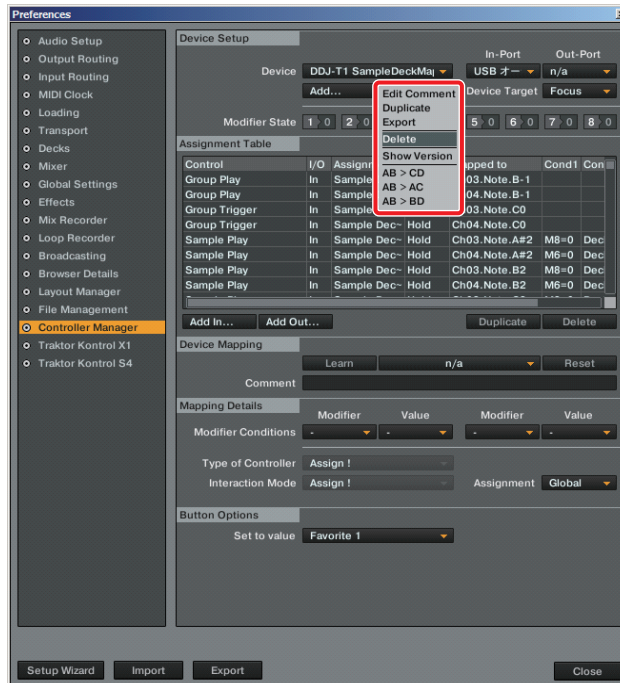 Preferences
Audio Setup
Output Routing
Input Routing
MIDI Clock
Loading
Transport
Decks
Mixer
Global Settings
Effects
Mix Recorder
Loop Recorder
Broadcasting
Browser Details
Layout Manager
File Management
Controller Manager
Traktor Kontrol X1
Traktor Kontrol S4
Device Setup
In-Port Out-Port
Device DDJ-T1 SampleDeckMa USB オー n/a
Add... Device Target Focus
Edit Comment
Duplicate
Export
Delete
Show Version
AB > CD
AB > AC
AB > BD
Modifier State 1 0 2 0 5 0 6 0 7 0 8 0
Assignment Table
Control I/O Assignm apped to Cond1 Con
Group Play In Sample 03.Note.B-1
Group Play In Sample 04.Note.B-1
Group Trigger In Sample 03.Note.C0
Group Trigger In Sample Dec~ Hold Ch04.Note.C0
Sample Play In Sample Dec~ Hold Ch03.Note.A#2 M8=0 Dec
Sample Play In Sample Dec~ Hold Ch04.Note.A#2 M6=0 Dec
Sample Play In Sample Dec~ Hold Ch03.Note.B2 M8=0 Dec
Sample Play In Sample Dec~ Hold Ch04.Note.B2 M6=0 Dec
Add In... Add Out... Duplicate Delete
Device Mapping
Learn n/a Reset
Comment
Mapping Details
Modifier Value Modifier Value
Modifier Conditions - - - -
Type of Controller Assign !
Interaction Mode Assign ! Assignment Global
Button Options
Set to value Favorite 1
Setup Wizard Import Export Close